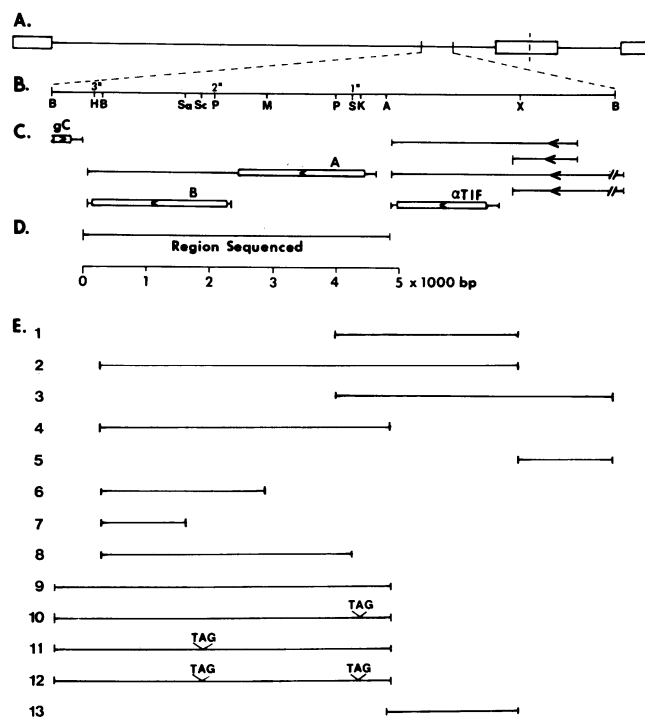 A.
B.
3" 2" 1"
B H B Sa Sc P M P S K A X B
C.
gC
A
B αTIF
D.
Region Sequenced
0 1 2 3 4 5 x 1000 bp
E. 1
2
3
4
5
6
7
8
9
10 TAG
11 TAG
12 TAG TAG
13